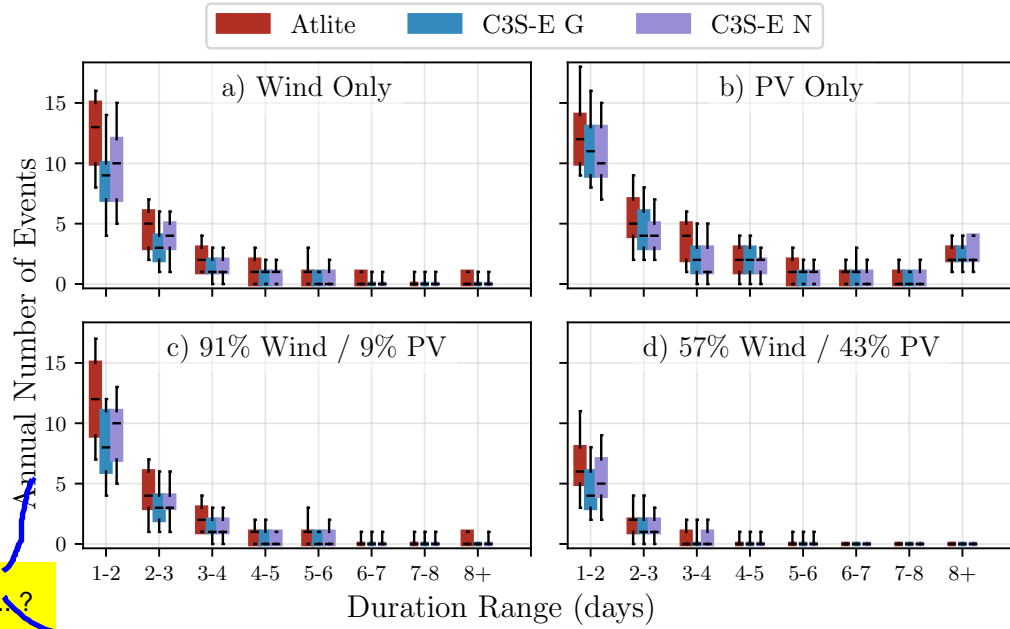 Atlite C3S-E G C3S-E N
a) Wind Only
b) PV Only
15
10
5
0
Annual Number of Events
c) 91% Wind / 9% PV
d) 57% Wind / 43% PV
15
10
5
0
1-2 2-3 3-4 4-5 5-6 6-7 7-8 8+
1-2 2-3 3-4 4-5 5-6 6-7 7-8 8+
Duration Range (days)
..?